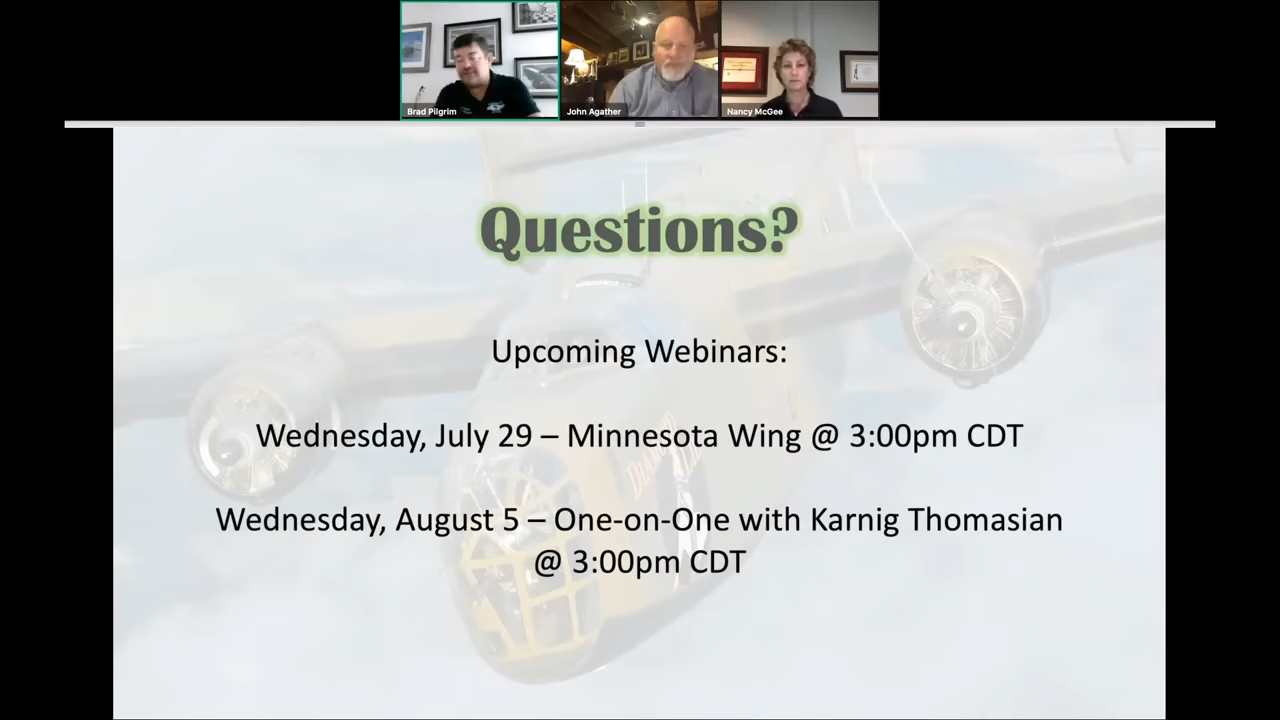 Brad Pilgrim
John Agather
Nancy McGee
Questions?
Upcoming Webinars:
Wednesday, July 29 – Minnesota Wing @ 3:00pm CDT
Wednesday, August 5 – One-on-One with Karnig Thomasian
@ 3:00pm CDT